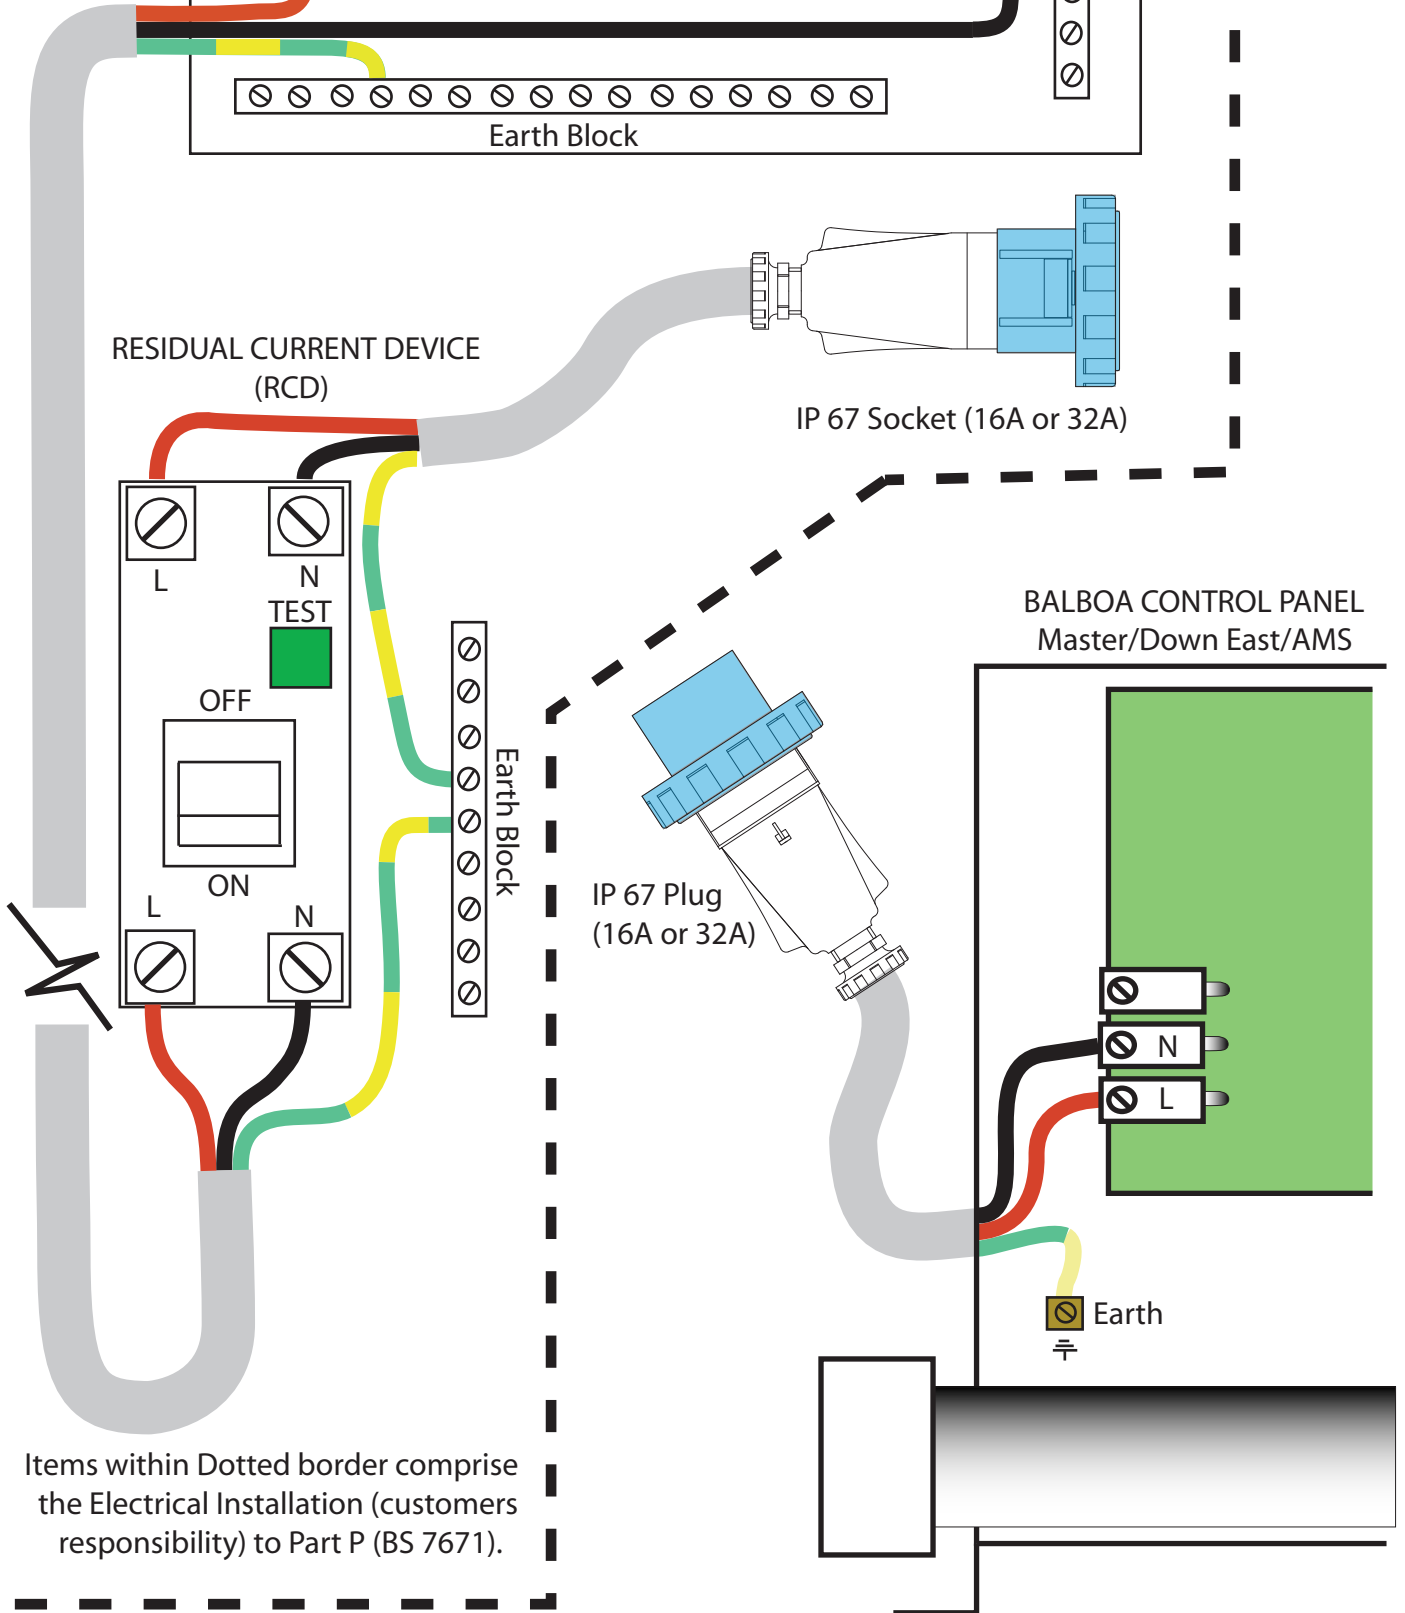 Earth Block
RESIDUAL CURRENT DEVICE
(RCD)
IP 67 Socket (16A or 32A)
L
N
TEST
OFF
ON
L
N
Earth Block
BALBOA CONTROL PANEL
Master/Down East/AMS
IP 67 Plug
(16A or 32A)
N
L
Earth
Items within Dotted border comprise
the Electrical Installation (customers
responsibility) to Part P (BS 7671).